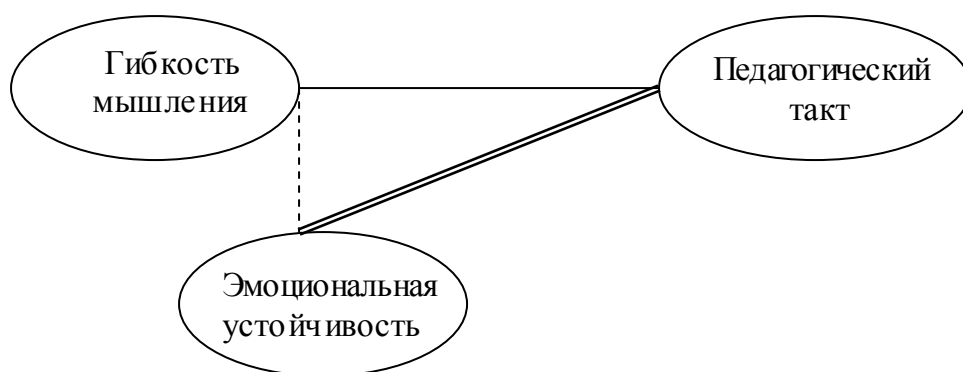 Гибкость
мышления
Педагогический
такт
Эмоциональная
устойчивость